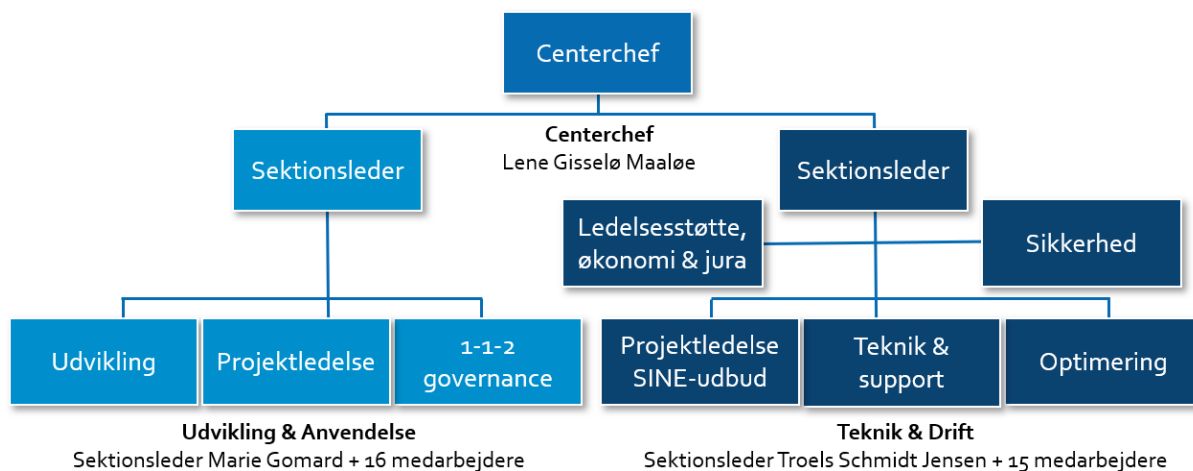 Centerchef
Centerchef
Lene Gisselø Maaløe
Sektionsleder
Sektionsleder
Ledelsesstøtte,
økonomi & jura
Sikkerhed
Udvikling
Projektledelse
1-1-2
governance
Projektledelse
SINE-udbud
Teknik &
support
Optimering
Udvikling & Anvendelse
Sektionsleder Marie Gomard + 16 medarbejdere
Teknik & Drift
Sektionsleder Troels Schmidt Jensen + 15 medarbejdere